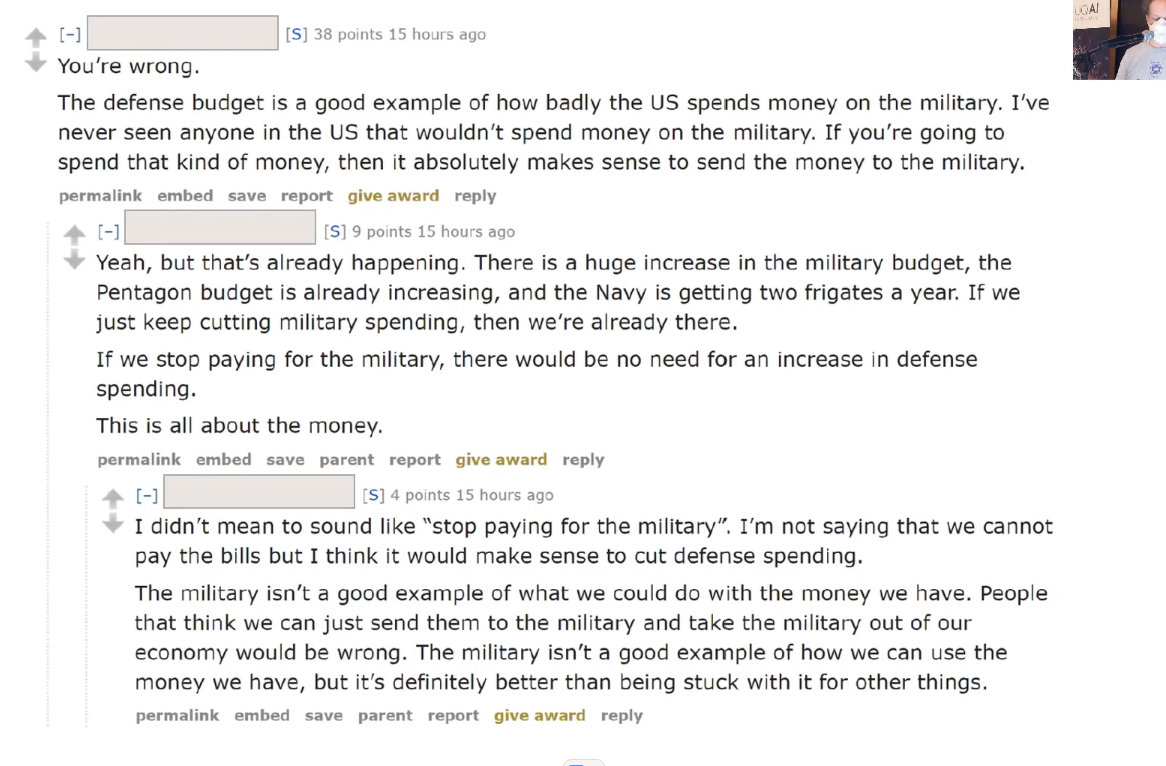 [–] [S] 38 points 15 hours ago
You’re wrong.
The defense budget is a good example of how badly the US spends money on the military. I’ve
never seen anyone in the US that wouldn’t spend money on the military. If you’re going to
spend that kind of money, then it absolutely makes sense to send the money to the military.
permalink embed save report give award reply
[–] [S] 9 points 15 hours ago
Yeah, but that’s already happening. There is a huge increase in the military budget, the
Pentagon budget is already increasing, and the Navy is getting two frigates a year. If we
just keep cutting military spending, then we’re already there.
If we stop paying for the military, there would be no need for an increase in defense
spending.
This is all about the money.
permalink embed save parent report give award reply
[–] [S] 4 points 15 hours ago
I didn’t mean to sound like “stop paying for the military”. I’m not saying that we cannot
pay the bills but I think it would make sense to cut defense spending.
The military isn’t a good example of what we could do with the money we have. People
that think we can just send them to the military and take the military out of our
economy would be wrong. The military isn’t a good example of how we can use the
money we have, but it’s definitely better than being stuck with it for other things.
permalink embed save parent report give award reply